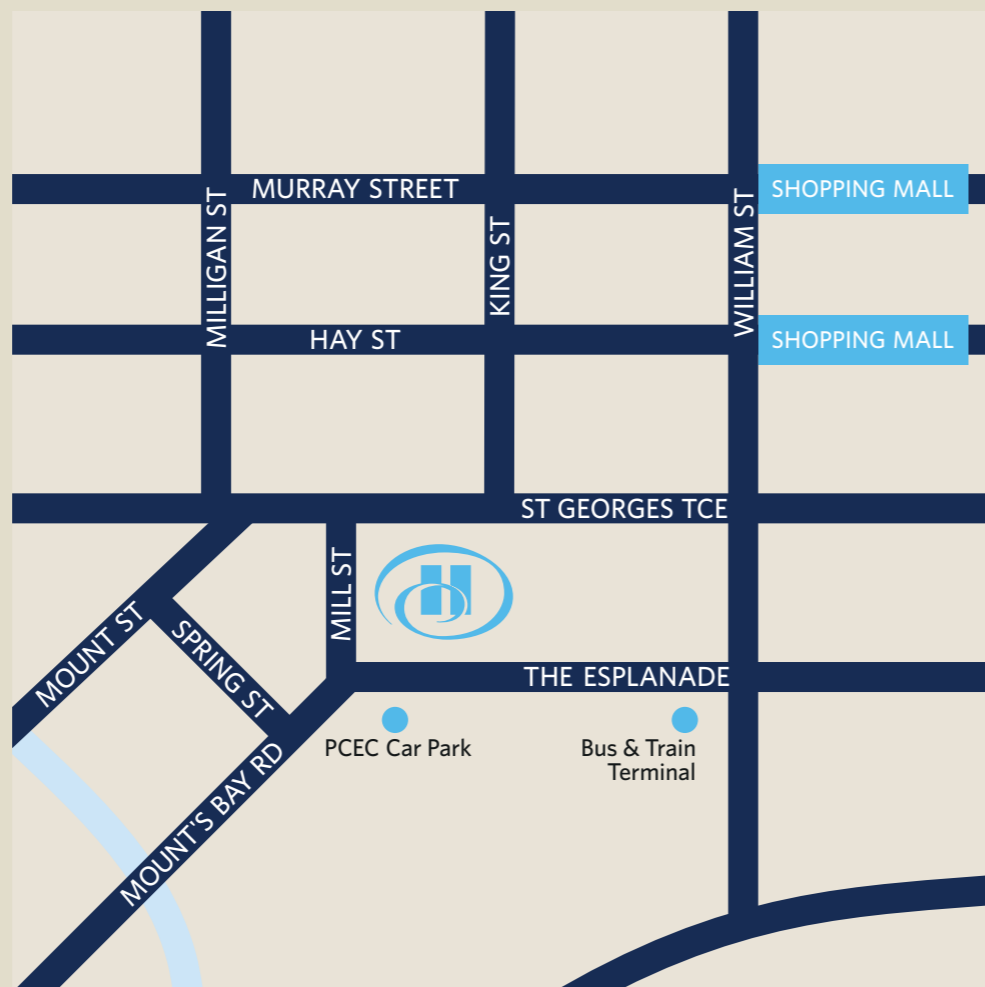 MURRAY STREET
SHOPPING MALL
MILLIGAN ST
KING ST
WILLIAM ST
HAY ST
SHOPPING MALL
ST GEORGES TCE
MILL ST
H
MOUNT ST
SPRING ST
THE ESPLANADE
PCEC Car Park
Bus & Train
Terminal
MOUNT'S BAY RD